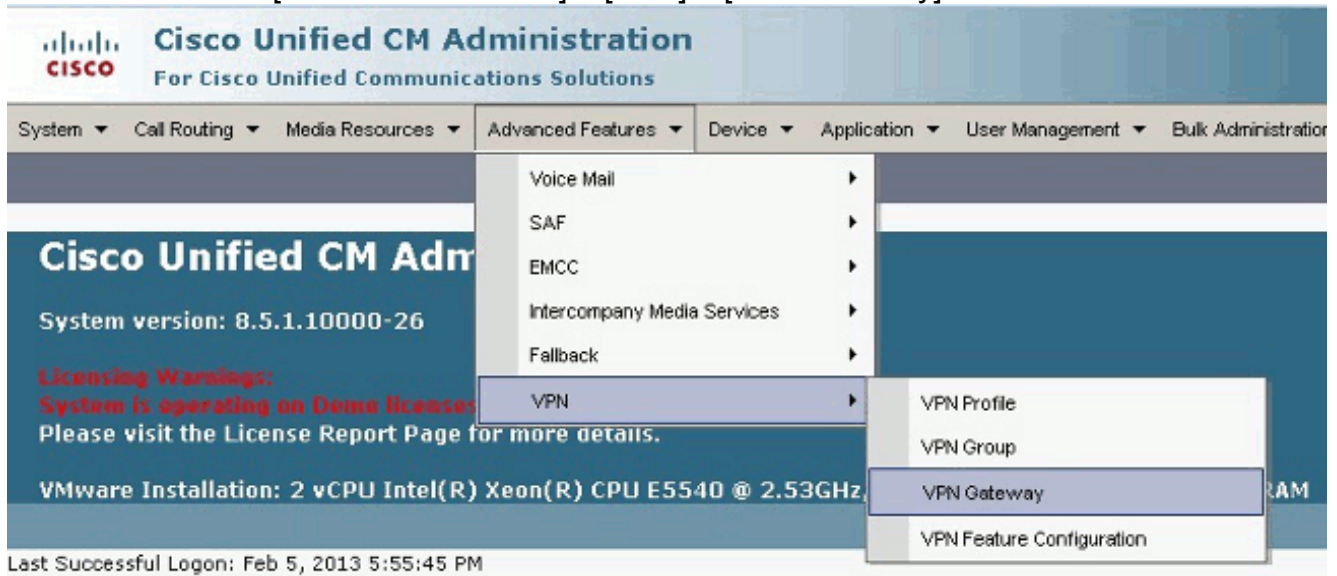 Cisco Unified CM Administration
CISCO
For Cisco Unified Communications Solutions
System Call Routing Media Resources Advanced Features Device Application User Management Bulk Administration
Voice Mail
SAF
EMCC
Intercompany Media Services
Fallback
VPN
VPN Profile
VPN Group
VPN Gateway
VPN Feature Configuration
Cisco Unified CM Adm
System version: 8.5.1.10000-26
Licensing Warnings:
System is operating on Demo licenses
Please visit the License Report Page for more details.
VMware Installation: 2 vCPU Intel(R) Xeon(R) CPU E5540 @ 2.53GHz, RAM
Last Successful Logon: Feb 5, 2013 5:55:45 PM